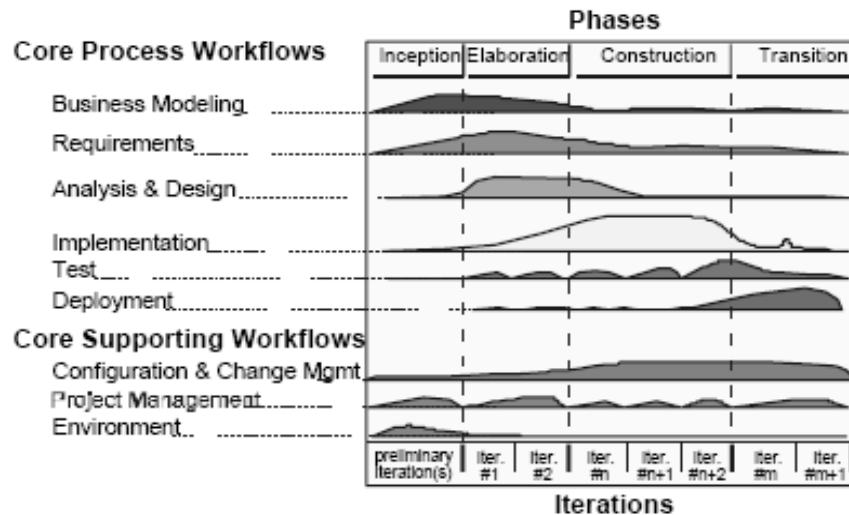 Phases
Core Process Workflows
Inception Elaboration Construction Transition
Business Modeling
Requirements
Analysis & Design
Implementation
Test
Deployment
Core Supporting Workflows
Configuration & Change Mgmt
Project Management
Environment
preliminary iteration(s)
Iter. #1
Iter. #2
Iter. #n
Iter. #n+1
Iter. #n+2
Iter. #m
Iter. #m+1
Iterations